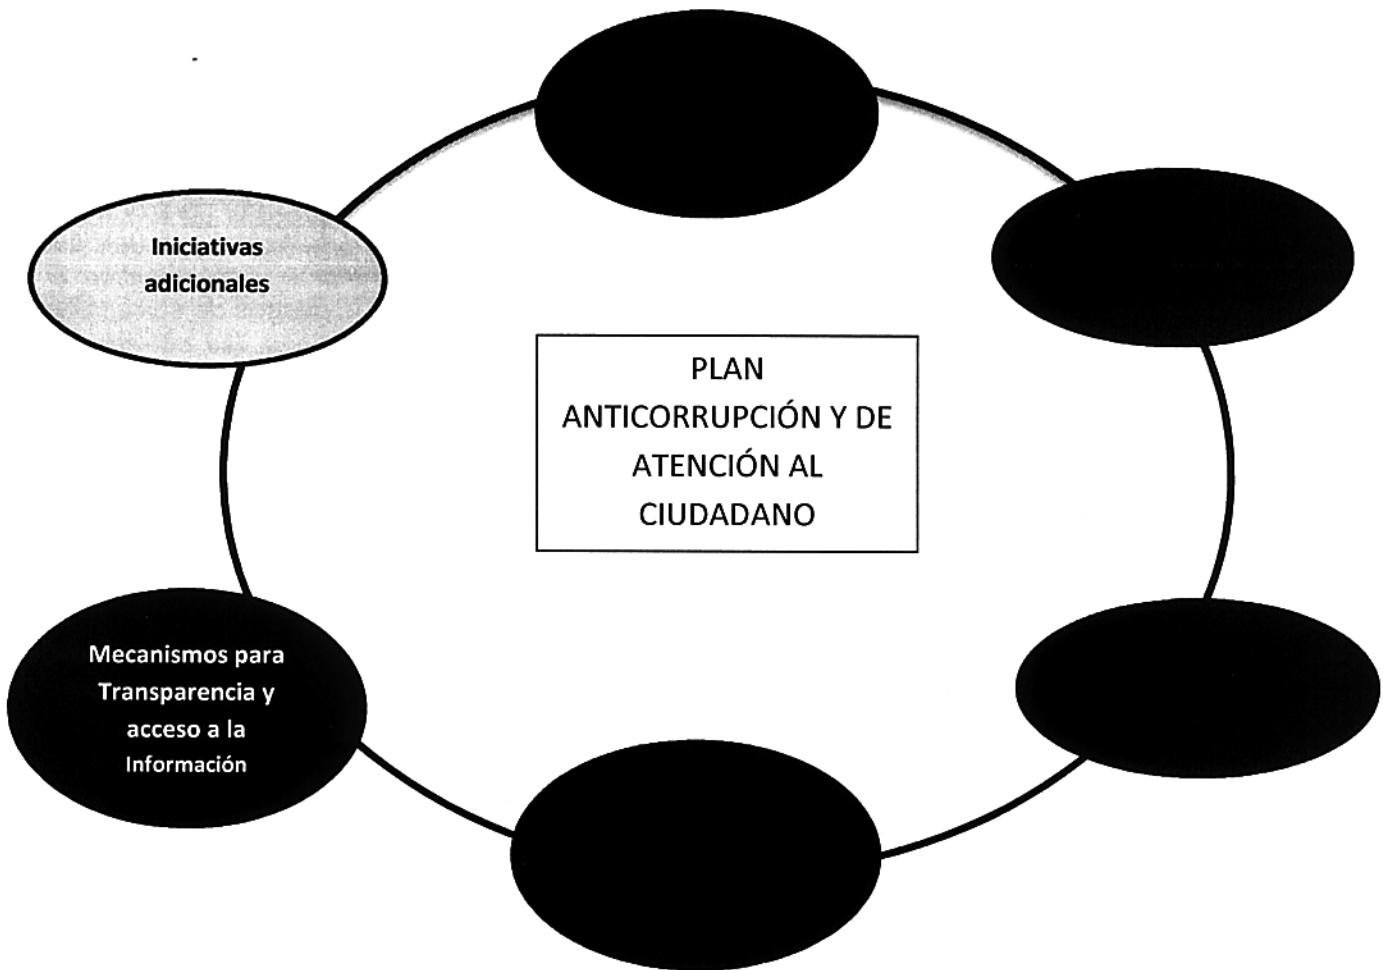 Iniciativas
adicionales
PLAN
ANTICORRUPCIÓN Y DE
ATENCIÓN AL
CIUDADANO
Mecanismos para
Transparencia y
acceso a la
Información